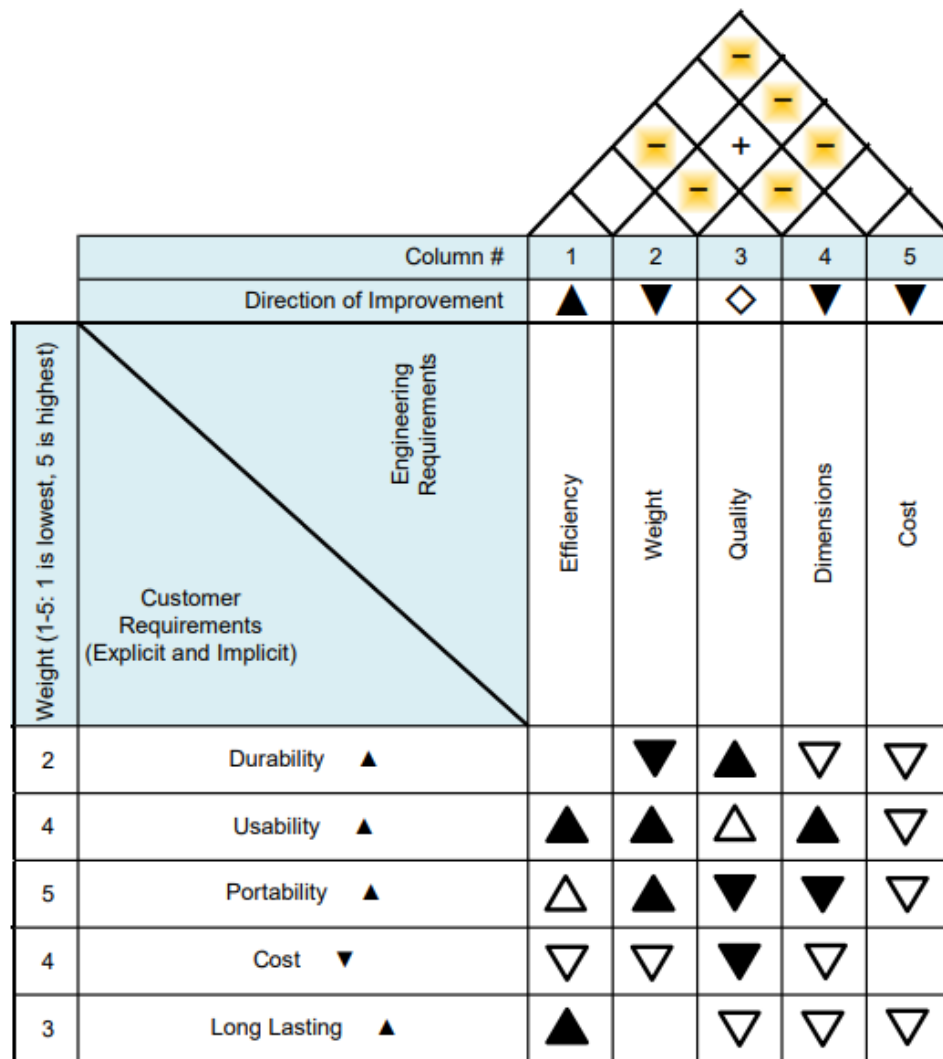 −
−
− + −
− −
Column # 1 2 3 4 5
Direction of Improvement ▲ ▼ ◇ ▼ ▼
Weight (1-5: 1 is lowest, 5 is highest)
Engineering
Requirements
Customer
Requirements
(Explicit and Implicit)
Efficiency
Weight
Quality
Dimensions
Cost
2 Durability ▲ ▼ ▲ ▽ ▽
4 Usability ▲ ▲ ▲ △ ▲ ▽
5 Portability ▲ △ ▲ ▼ ▼ ▽
4 Cost ▼ ▽ ▽ ▼ ▽
3 Long Lasting ▲ ▲ ▽ ▽ ▽